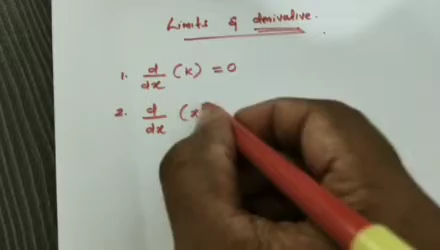 Limits & derivative.
1. d/dx (k) = 0
2. d/dx (x